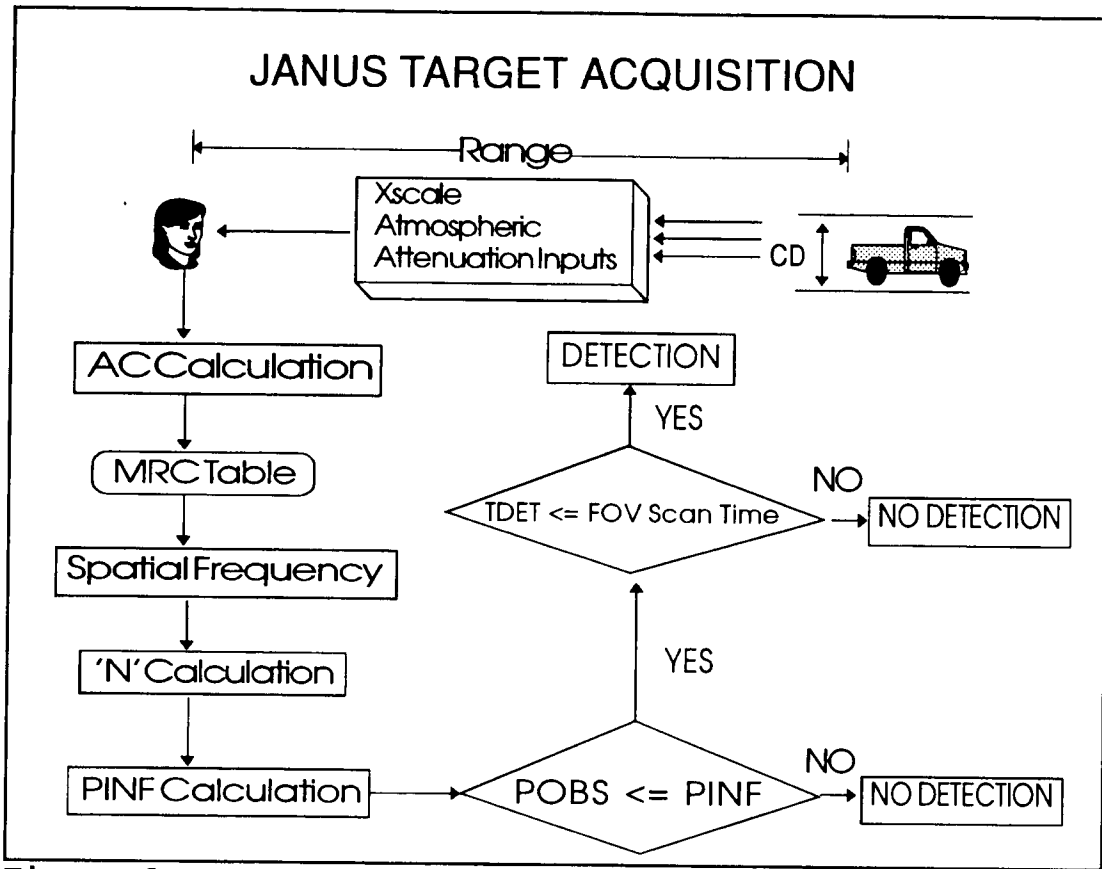 JANUS TARGET ACQUISITION
Range
Xscale
Atmospheric
Attenuation Inputs
CD
AC Calculation
MRC Table
Spatial Frequency
'N' Calculation
PINF Calculation
DETECTION
YES
TDET <= FOV Scan Time
NO
NO DETECTION
YES
POBS <= PINF
NO
NO DETECTION